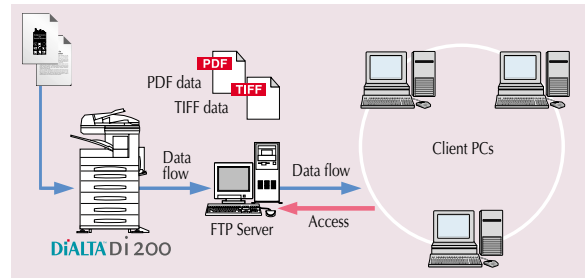 PDF
PDF data
TIFF
TIFF data
Client PCs
Data
flow
Data flow
Access
FTP Server
DiALTA Di 200